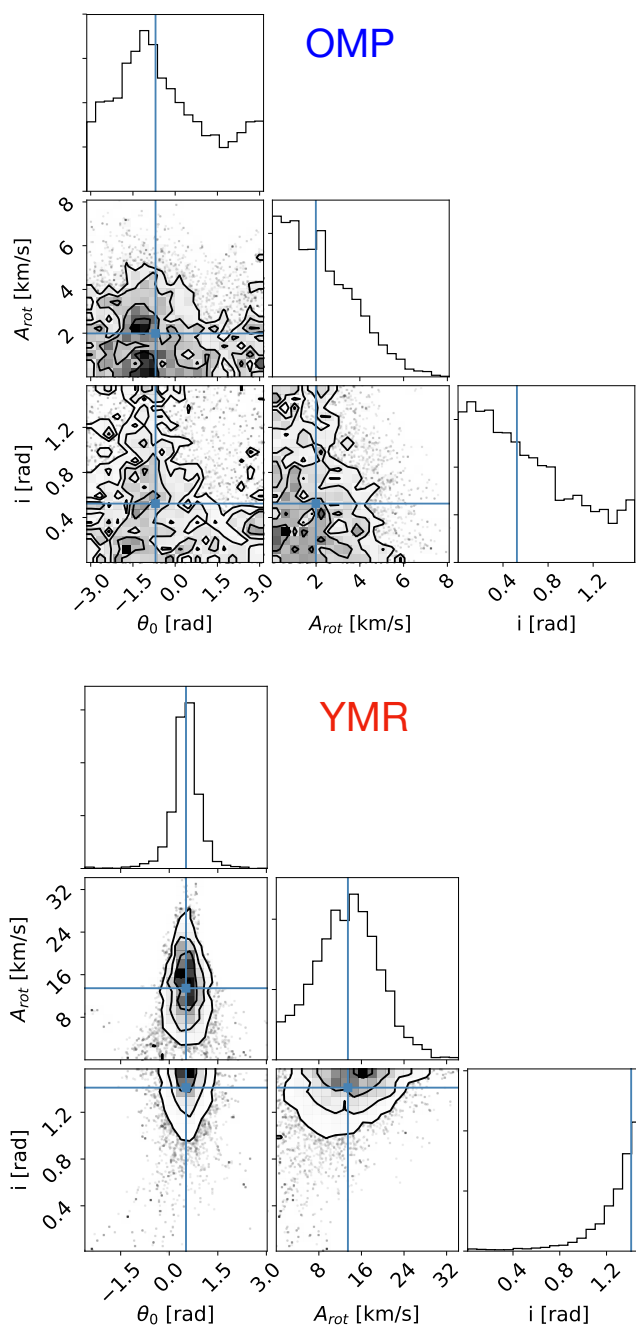 OMP
A_rot [km/s]
8
6
4
2
i [rad]
1.2
0.8
0.4
−3.0 −1.5 0.0 1.5 3.0 2 4 6 8 0.4 0.8 1.2
θ_0 [rad] A_rot [km/s] i [rad]
YMR
A_rot [km/s]
32
24
16
8
i [rad]
1.2
0.8
0.4
−1.5 0.0 1.5 3.0 8 16 24 32 0.4 0.8 1.2
θ_0 [rad] A_rot [km/s] i [rad]